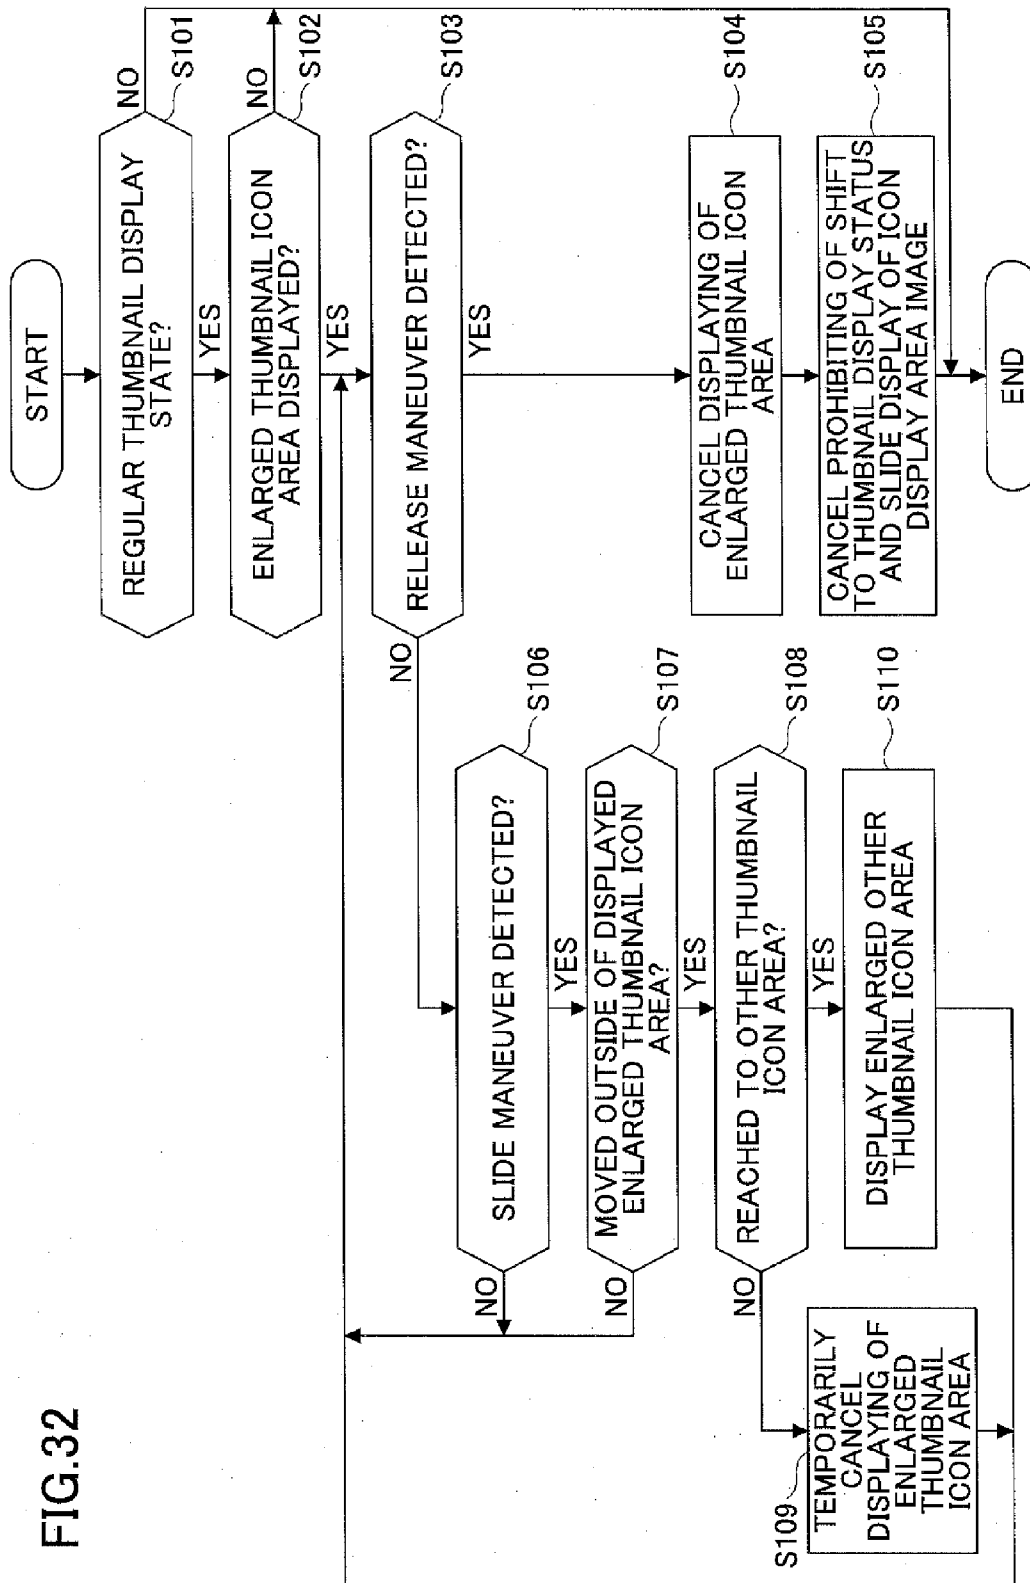 FIG.32
START
REGULAR THUMBNAIL DISPLAY
STATE?
NO
S101
YES
ENLARGED THUMBNAIL ICON
AREA DISPLAYED?
NO
S102
YES
RELEASE MANEUVER DETECTED?
S103
NO
YES
CANCEL DISPLAYING OF
ENLARGED THUMBNAIL ICON
AREA
S104
CANCEL PROHIBITING OF SHIFT
TO THUMBNAIL DISPLAY STATUS
AND SLIDE DISPLAY OF ICON
DISPLAY AREA IMAGE
S105
END
SLIDE MANEUVER DETECTED?
S106
NO
YES
MOVED OUTSIDE OF DISPLAYED
ENLARGED THUMBNAIL ICON
AREA?
S107
NO
YES
REACHED TO OTHER THUMBNAIL
ICON AREA?
S108
NO
YES
S109
TEMPORARILY
CANCEL
DISPLAYING OF
ENLARGED
THUMBNAIL
ICON AREA
DISPLAY ENLARGED OTHER
THUMBNAIL ICON AREA
S110